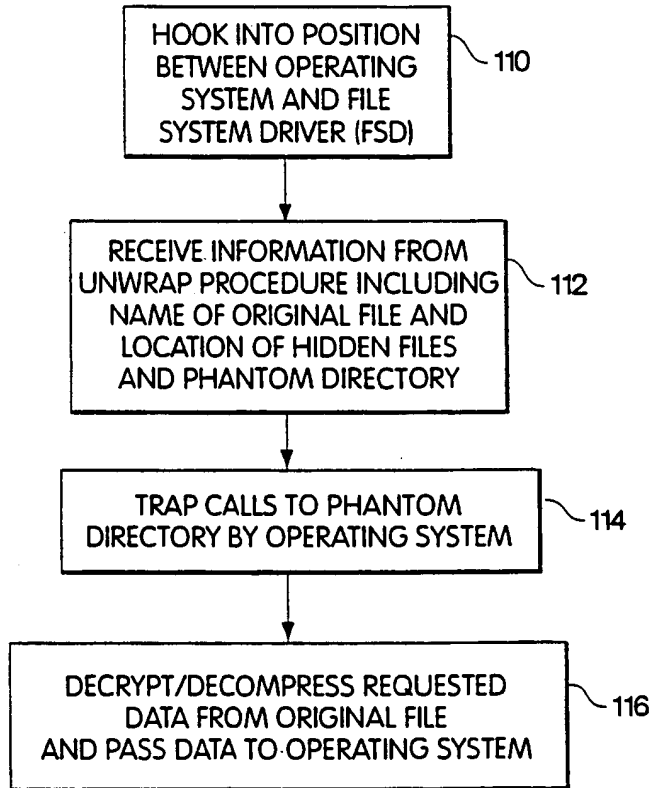 HOOK INTO POSITION
BETWEEN OPERATING
SYSTEM AND FILE
SYSTEM DRIVER (FSD)
110
RECEIVE INFORMATION FROM
UNWRAP PROCEDURE INCLUDING
NAME OF ORIGINAL FILE AND
LOCATION OF HIDDEN FILES
AND PHANTOM DIRECTORY
112
TRAP CALLS TO PHANTOM
DIRECTORY BY OPERATING SYSTEM
114
DECRYPT/DECOMPRESS REQUESTED
DATA FROM ORIGINAL FILE
AND PASS DATA TO OPERATING SYSTEM
116